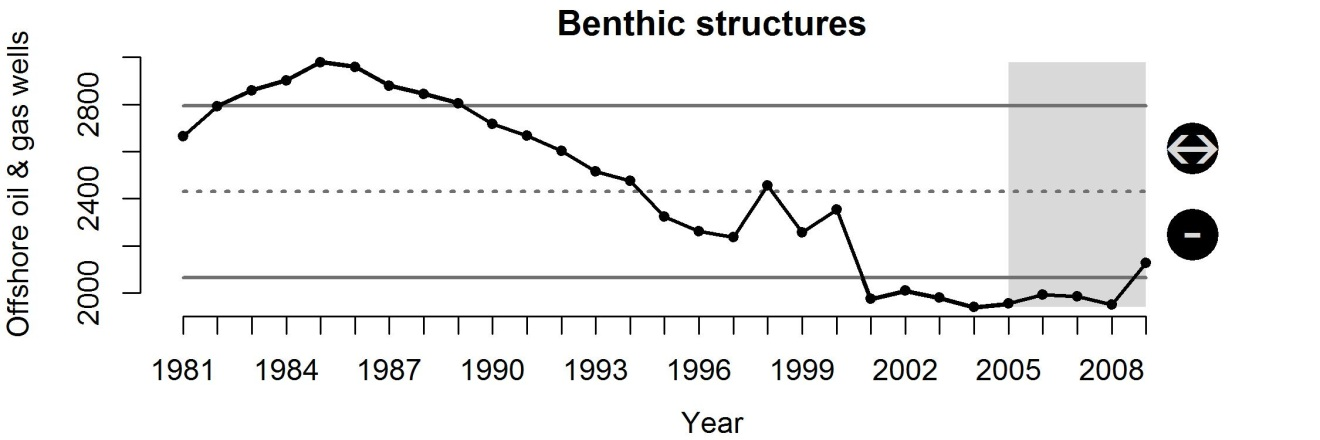 Benthic structures
Offshore oil & gas wells
2800
2400
2000
-
1981 1984 1987 1990 1993 1996 1999 2002 2005 2008
Year